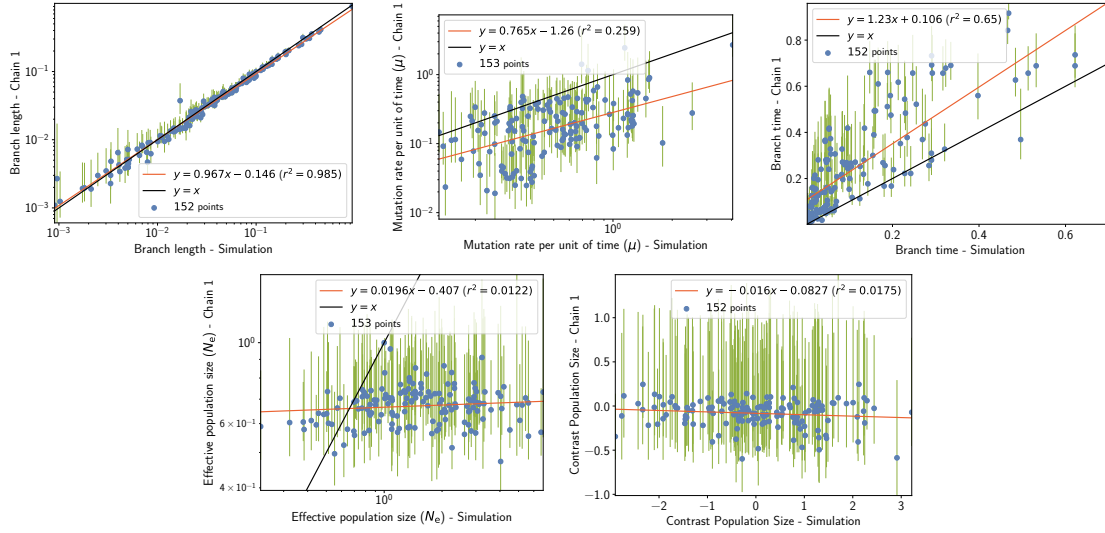 Branch length - Chain 1
10⁻¹
10⁻²
10⁻³
y = 0.967x − 0.146 (r² = 0.985)
y = x
152 points
10⁻³
10⁻²
10⁻¹
Branch length - Simulation
Mutation rate per unit of time (μ) - Chain 1
10⁰
10⁻¹
10⁻²
y = 0.765x − 1.26 (r² = 0.259)
y = x
153 points
10⁰
Mutation rate per unit of time (μ) - Simulation
Branch time - Chain 1
0.8
0.6
0.4
0.2
y = 1.23x + 0.106 (r² = 0.65)
y = x
152 points
0.2
0.4
0.6
Branch time - Simulation
Effective population size (Nₑ) - Chain 1
10⁰
6 × 10⁻¹
4 × 10⁻¹
y = 0.0196x − 0.407 (r² = 0.0122)
y = x
153 points
10⁰
Effective population size (Nₑ) - Simulation
Contrast Population Size - Chain 1
1.0
0.5
0.0
−0.5
−1.0
y = −0.016x − 0.0827 (r² = 0.0175)
152 points
−2
−1
0
1
2
3
Contrast Population Size - Simulation